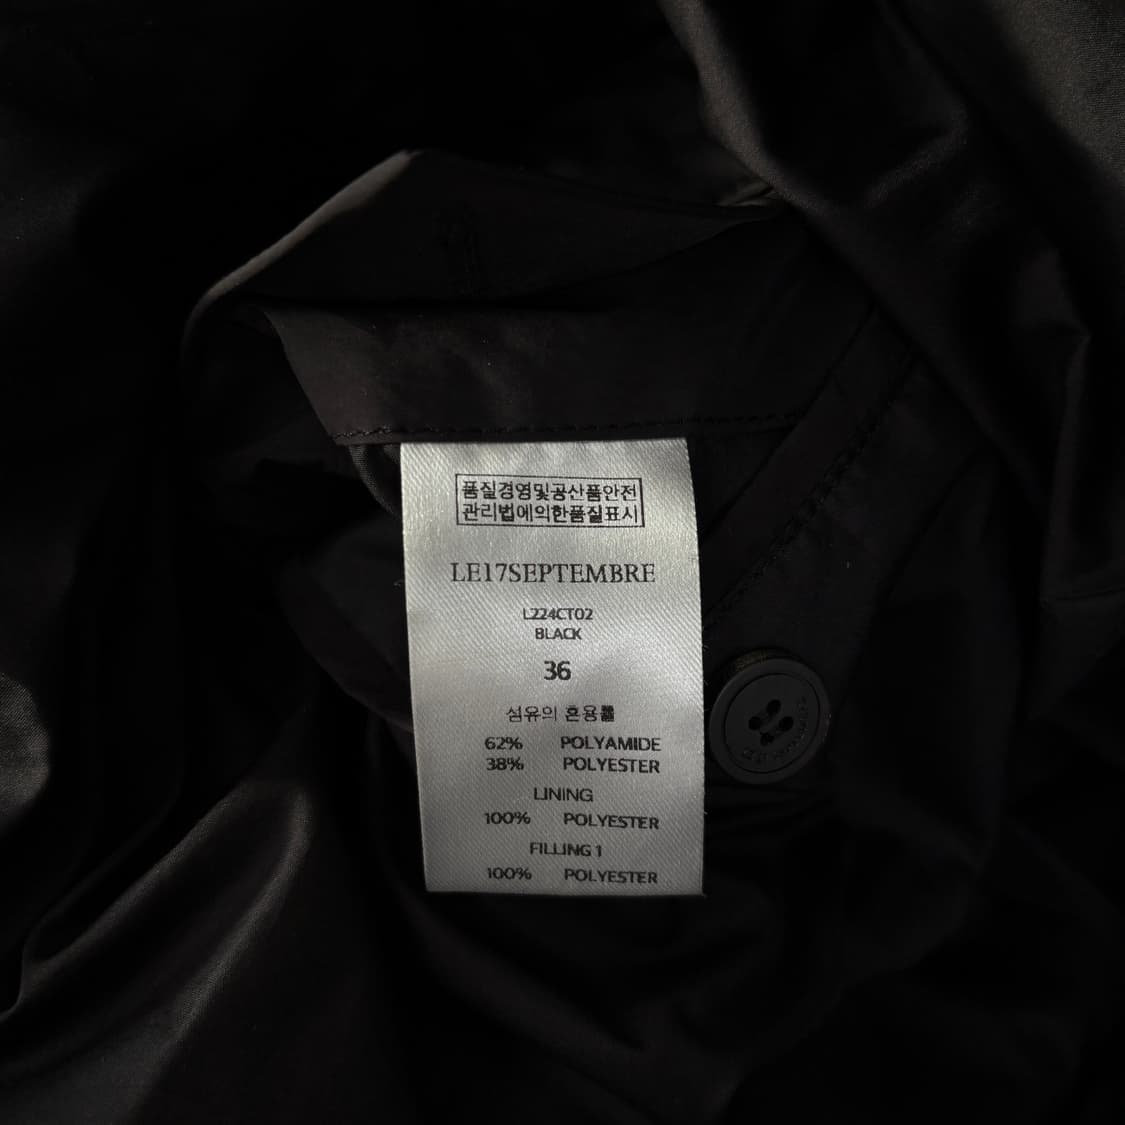 품질경영및공산품안전
관리법에의한품질표시
LE17SEPTEMBRE
L224CT02
BLACK
36
섬유의 혼용률
62% POLYAMIDE
38% POLYESTER
LINING
100% POLYESTER
FILLING 1
100% POLYESTER